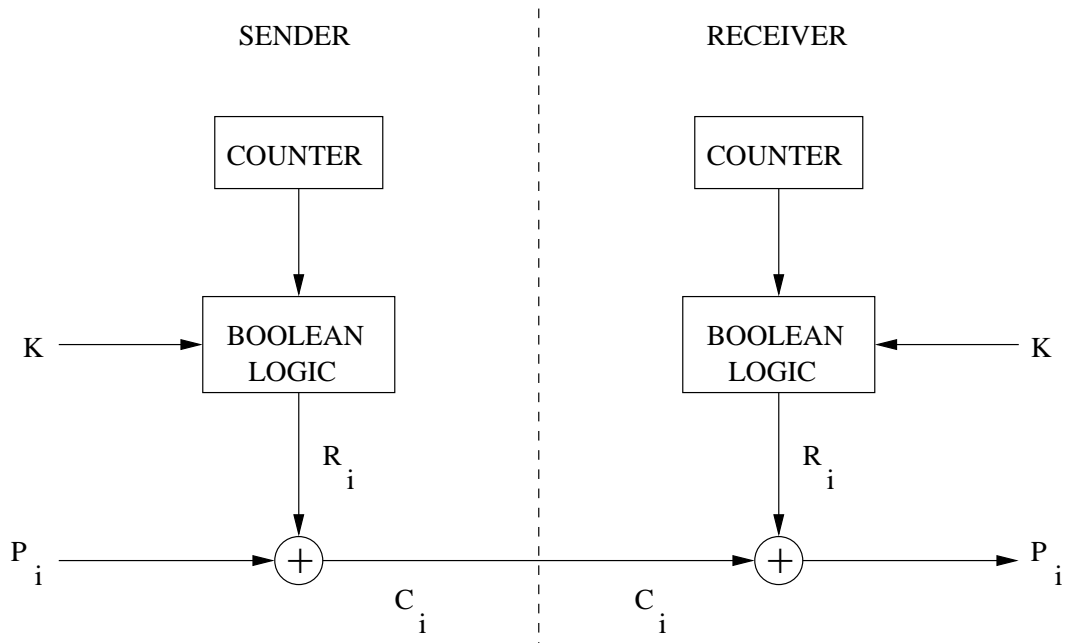 SENDER
RECEIVER
COUNTER
COUNTER
K
BOOLEAN
LOGIC
BOOLEAN
LOGIC
K
R i
R i
P i
+
+
P i
C i
C i